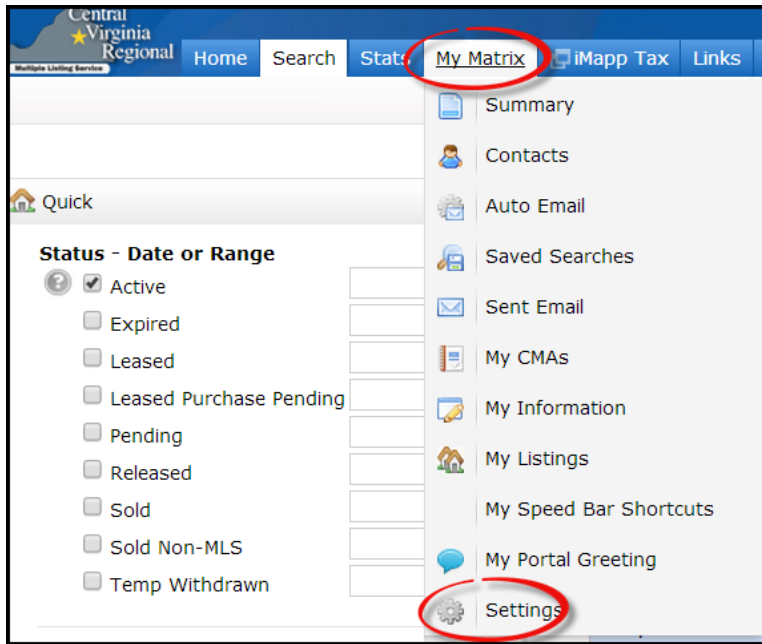 Central
Virginia
Regional
Multiple Listing Service
Home Search Stats My Matrix iMapp Tax Links
Summary
Contacts
Quick
Auto Email
Status - Date or Range
Saved Searches
? Active
Sent Email
Expired
Leased
My CMAs
Leased Purchase Pending
My Information
Pending
My Listings
Released
Sold
My Speed Bar Shortcuts
Sold Non-MLS
My Portal Greeting
Temp Withdrawn
Settings